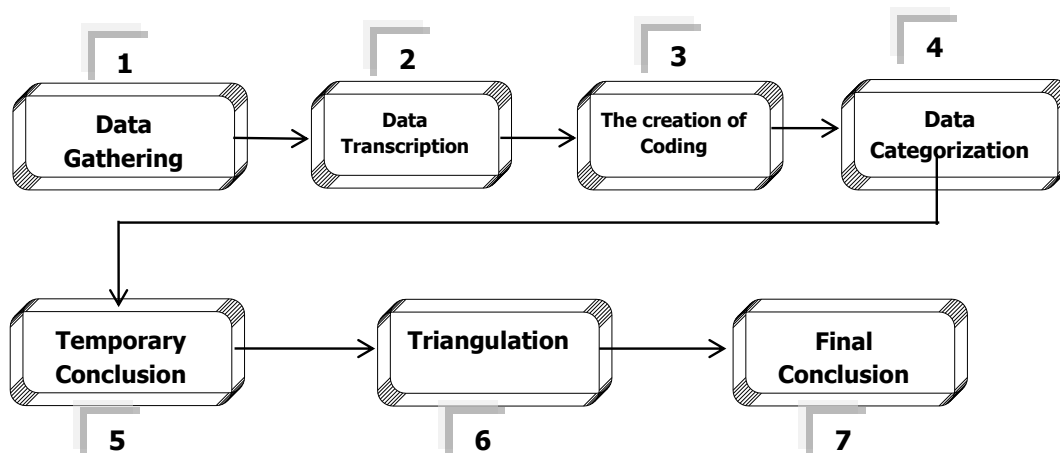 1
Data
Gathering
2
Data
Transcription
3
The creation of
Coding
4
Data
Categorization
Temporary
Conclusion
5
Triangulation
6
Final
Conclusion
7